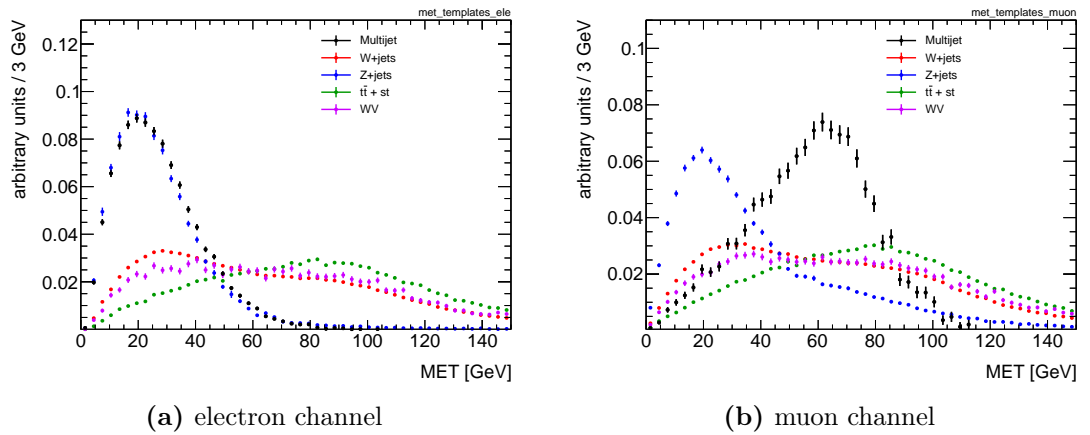 met_templates_ele
arbitrary units / 3 GeV
0.12
0.1
0.08
0.06
0.04
0.02
Multijet
W+jets
Z+jets
tt̄ + st
WV
0 20 40 60 80 100 120 140
MET [GeV]
(a) electron channel
met_templates_muon
arbitrary units / 3 GeV
0.1
0.08
0.06
0.04
0.02
Multijet
W+jets
Z+jets
tt̄ + st
WV
0 20 40 60 80 100 120 140
MET [GeV]
(b) muon channel